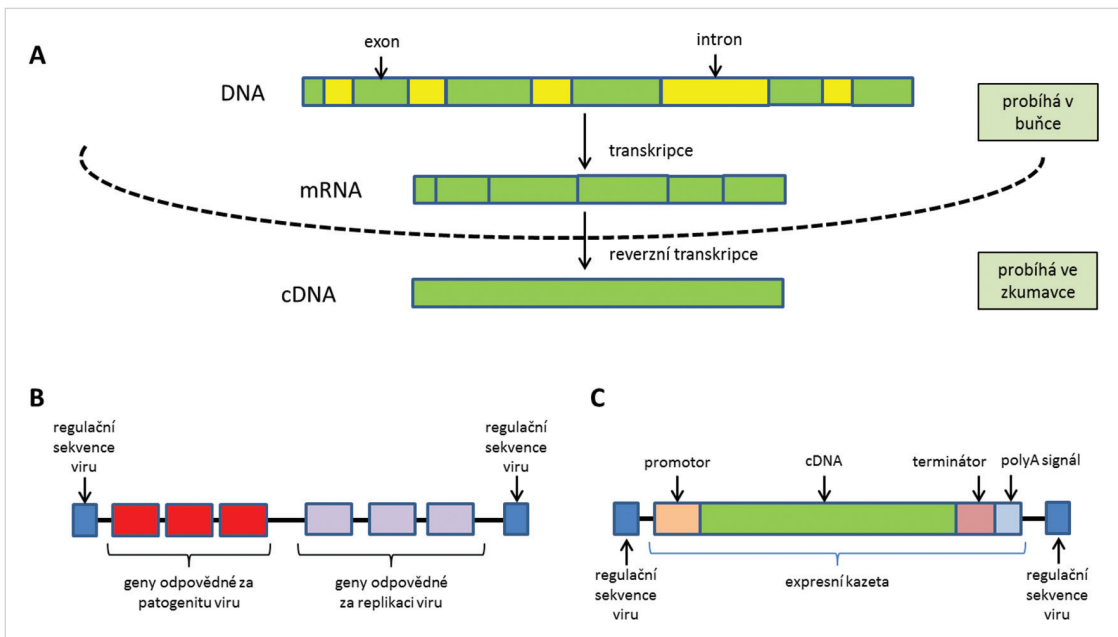 A
exon
intron
DNA
probíhá v
buňce
transkripce
mRNA
reverzní transkripce
cDNA
probíhá ve
zkumavce
B
regulační
sekvence
viru
regulační
sekvence
viru
geny odpovědné za
patogenitu viru
geny odpovědné
za replikaci viru
C
promotor
cDNA
terminátor
polyA signál
regulační
sekvence
viru
expresní kazeta
regulační
sekvence
viru